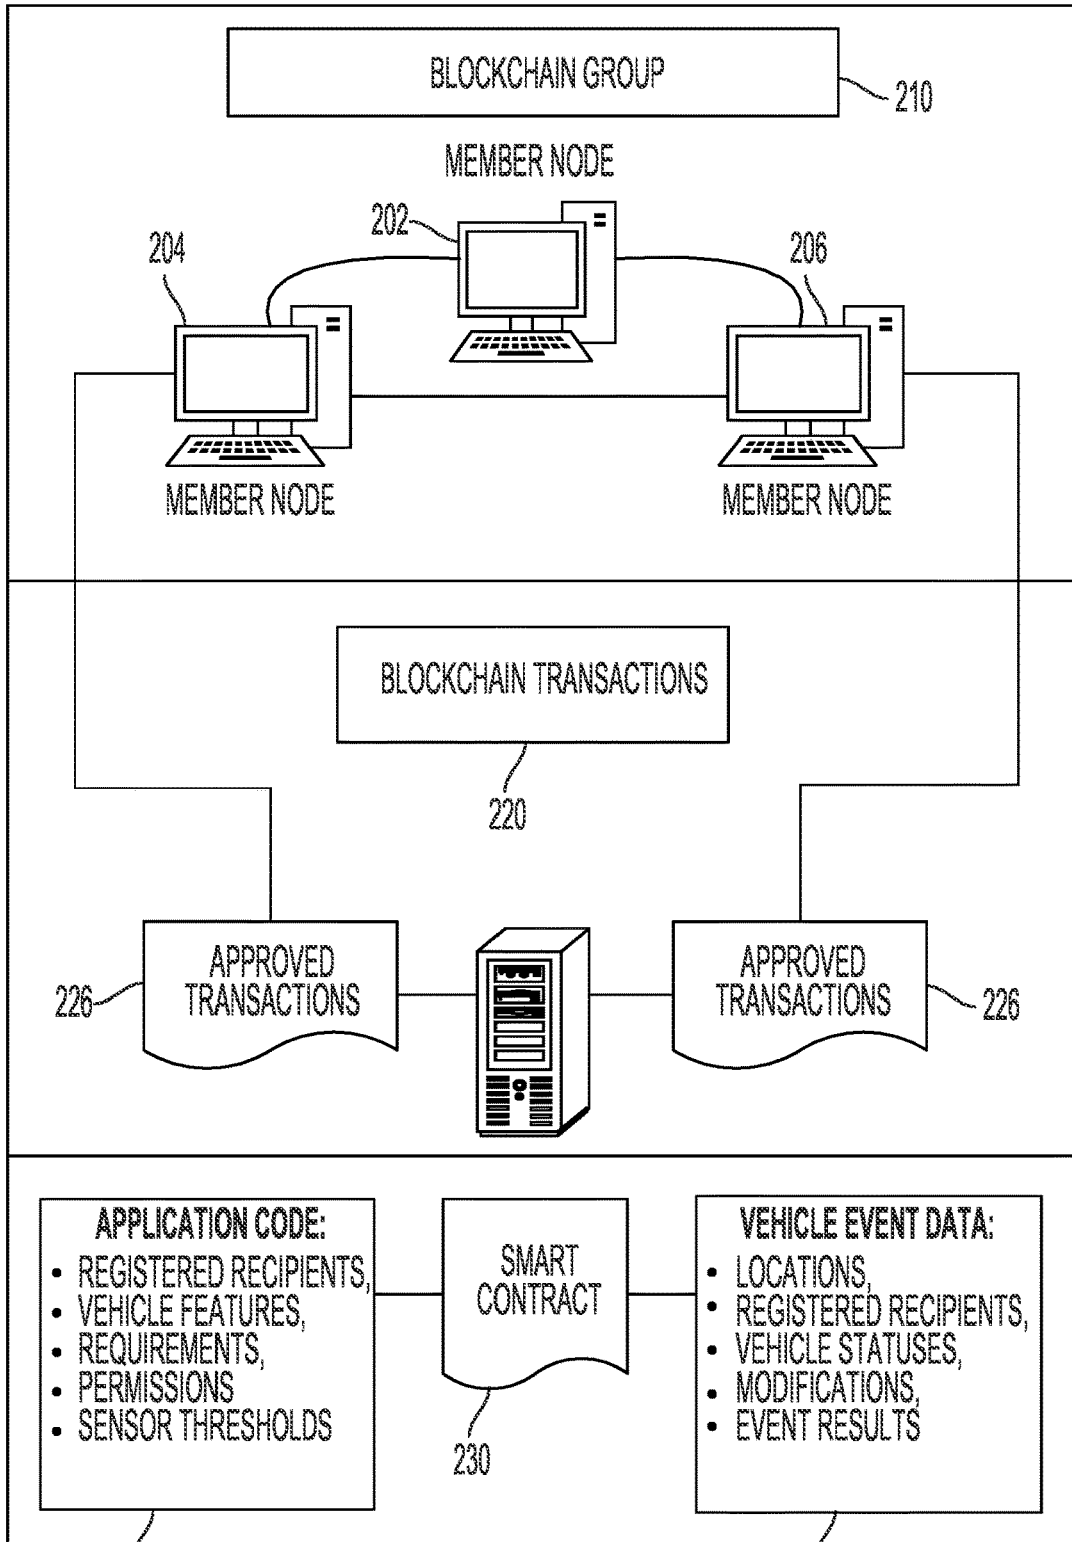 BLOCKCHAIN GROUP
210
MEMBER NODE
202
204
206
MEMBER NODE
MEMBER NODE
BLOCKCHAIN TRANSACTIONS
220
APPROVED
TRANSACTIONS
226
APPROVED
TRANSACTIONS
226
APPLICATION CODE:
• REGISTERED RECIPIENTS,
• VEHICLE FEATURES,
• REQUIREMENTS,
• PERMISSIONS
• SENSOR THRESHOLDS
SMART
CONTRACT
230
VEHICLE EVENT DATA:
• LOCATIONS,
• REGISTERED RECIPIENTS,
• VEHICLE STATUSES,
• MODIFICATIONS,
• EVENT RESULTS